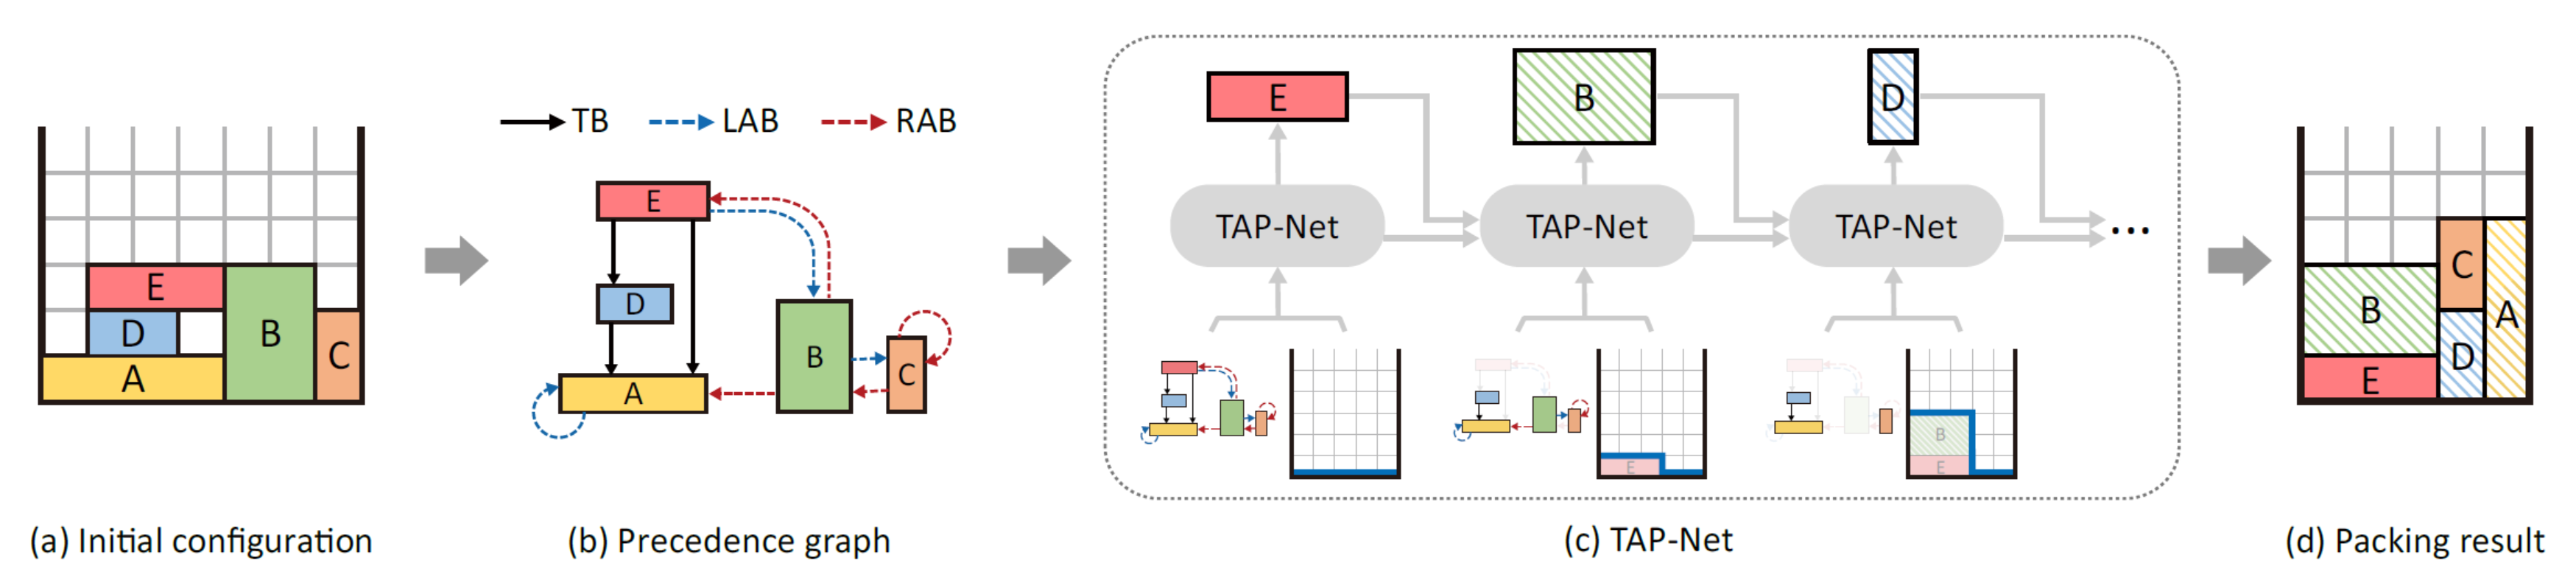 E
D
B
A
C
(a) Initial configuration
TB
LAB
RAB
E
D
B
C
A
(b) Precedence graph
E
B
D
TAP-Net
TAP-Net
TAP-Net
...
E
B
E
(c) TAP-Net
C
B
A
D
E
(d) Packing result